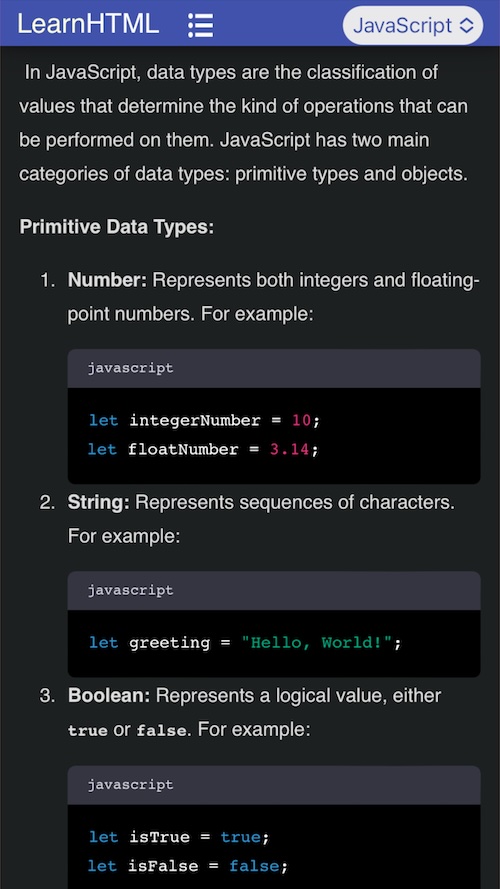 LearnHTML
JavaScript
In JavaScript, data types are the classification of
values that determine the kind of operations that can
be performed on them. JavaScript has two main
categories of data types: primitive types and objects.
Primitive Data Types:
1. Number: Represents both integers and floating-
point numbers. For example:
javascript
let integerNumber = 10;
let floatNumber = 3.14;
2. String: Represents sequences of characters.
For example:
javascript
let greeting = "Hello, World!";
3. Boolean: Represents a logical value, either
true or false. For example:
javascript
let isTrue = true;
let isFalse = false;